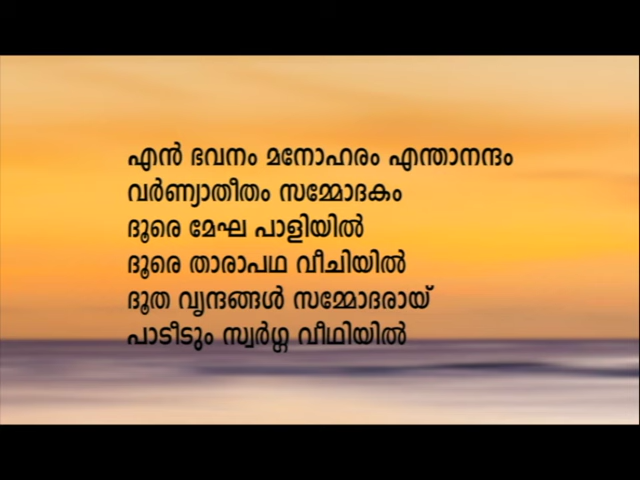 എൻ ഭവനം മനോഹരം എന്താനന്ദം
വർണ്യാതീതം സമ്മോദകം
ദൂരെ മേഘ പാളിയിൽ
ദൂരെ താരാപഥ വീചിയിൽ
ദൂത വൃന്ദങ്ങൾ സമ്മോദരായ്
പാടീടും സ്വർഗ്ഗ വീഥിയിൽ